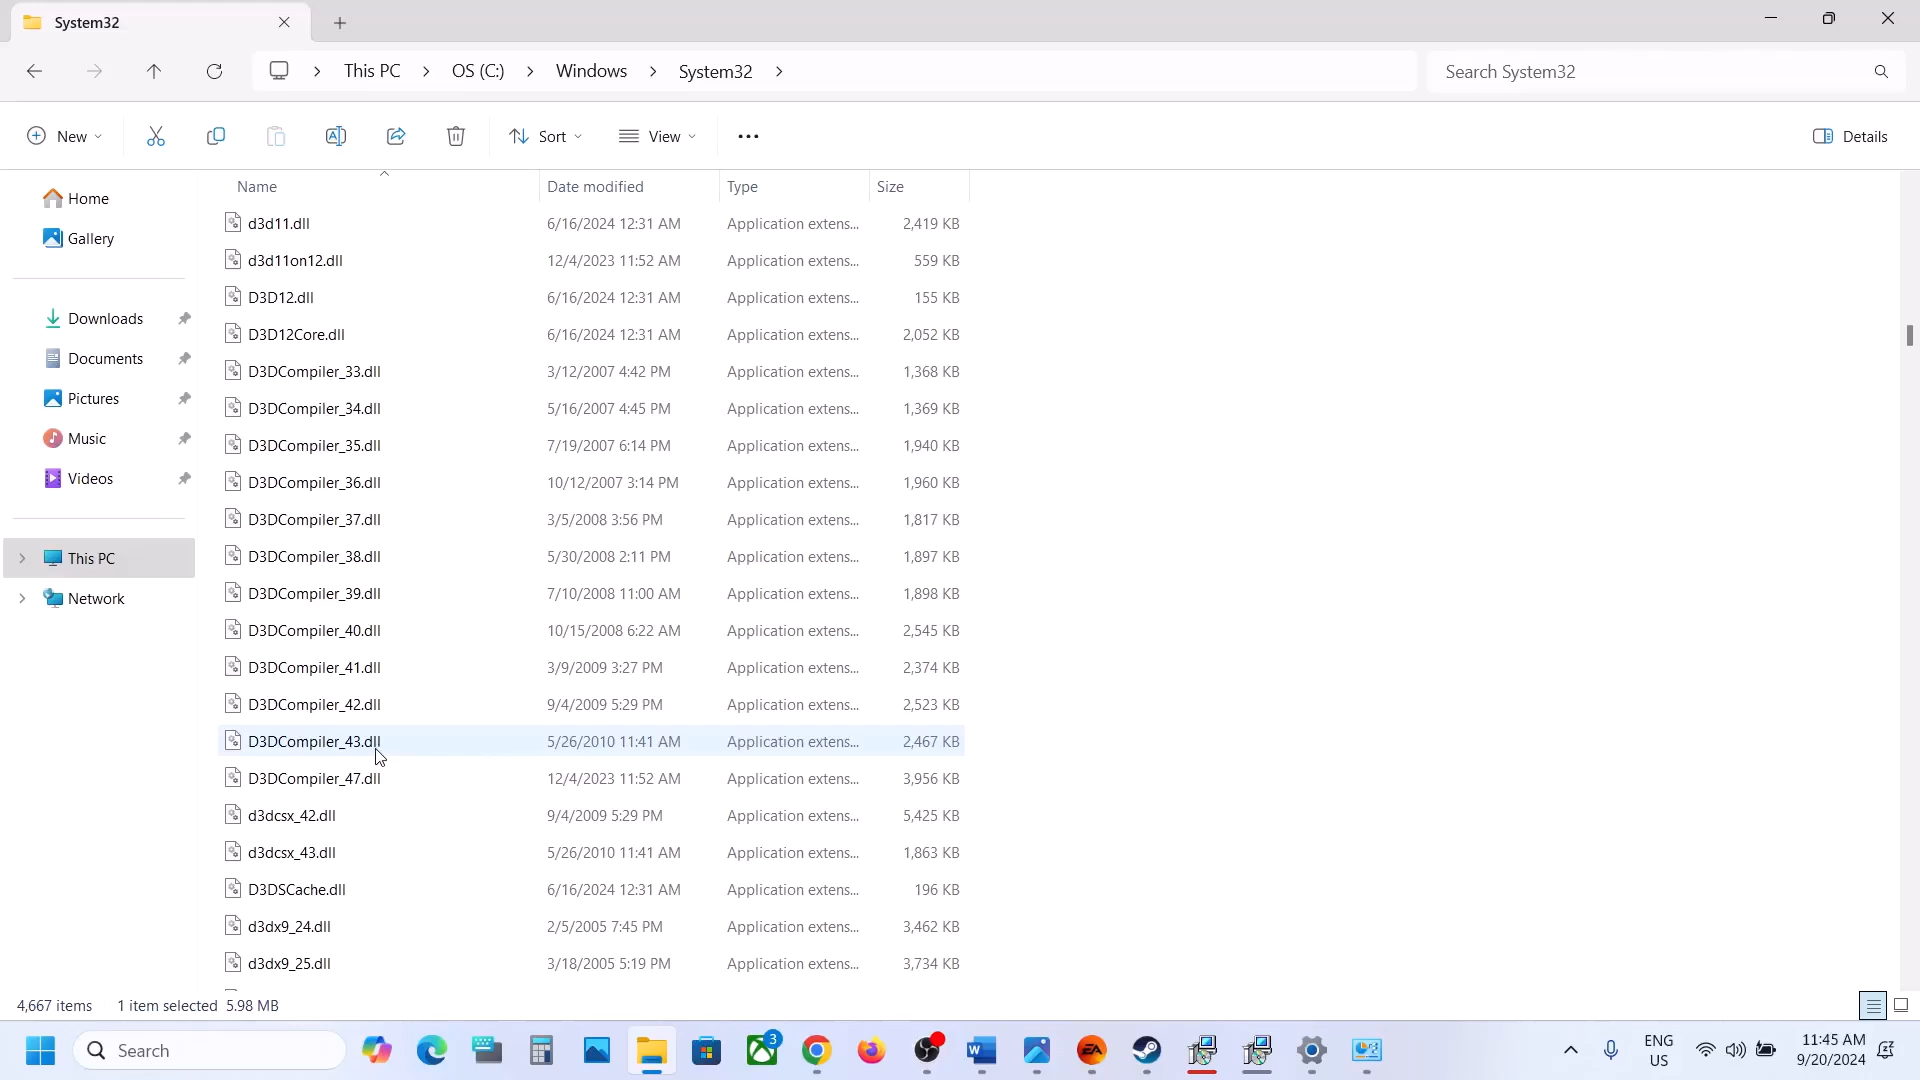 System32
This PC > OS (C:) > Windows > System32 >
Search System32
New
Sort
View
Details
Name Date modified Type Size
Home
Gallery
Downloads
Documents
Pictures
Music
Videos
This PC
Network
d3d11.dll 6/16/2024 12:31 AM Application extens... 2,419 KB
d3d11on12.dll 12/4/2023 11:52 AM Application extens... 559 KB
D3D12.dll 6/16/2024 12:31 AM Application extens... 155 KB
D3D12Core.dll 6/16/2024 12:31 AM Application extens... 2,052 KB
D3DCompiler_33.dll 3/12/2007 4:42 PM Application extens... 1,368 KB
D3DCompiler_34.dll 5/16/2007 4:45 PM Application extens... 1,369 KB
D3DCompiler_35.dll 7/19/2007 6:14 PM Application extens... 1,940 KB
D3DCompiler_36.dll 10/12/2007 3:14 PM Application extens... 1,960 KB
D3DCompiler_37.dll 3/5/2008 3:56 PM Application extens... 1,817 KB
D3DCompiler_38.dll 5/30/2008 2:11 PM Application extens... 1,897 KB
D3DCompiler_39.dll 7/10/2008 11:00 AM Application extens... 1,898 KB
D3DCompiler_40.dll 10/15/2008 6:22 AM Application extens... 2,545 KB
D3DCompiler_41.dll 3/9/2009 3:27 PM Application extens... 2,374 KB
D3DCompiler_42.dll 9/4/2009 5:29 PM Application extens... 2,523 KB
D3DCompiler_43.dll 5/26/2010 11:41 AM Application extens... 2,467 KB
D3DCompiler_47.dll 12/4/2023 11:52 AM Application extens... 3,956 KB
d3dcsx_42.dll 9/4/2009 5:29 PM Application extens... 5,425 KB
d3dcsx_43.dll 5/26/2010 11:41 AM Application extens... 1,863 KB
D3DSCache.dll 6/16/2024 12:31 AM Application extens... 196 KB
d3dx9_24.dll 2/5/2005 7:45 PM Application extens... 3,462 KB
d3dx9_25.dll 3/18/2005 5:19 PM Application extens... 3,734 KB
4,667 items 1 item selected 5.98 MB
Search
3
W
EA
ENG
US
11:45 AM
9/20/2024